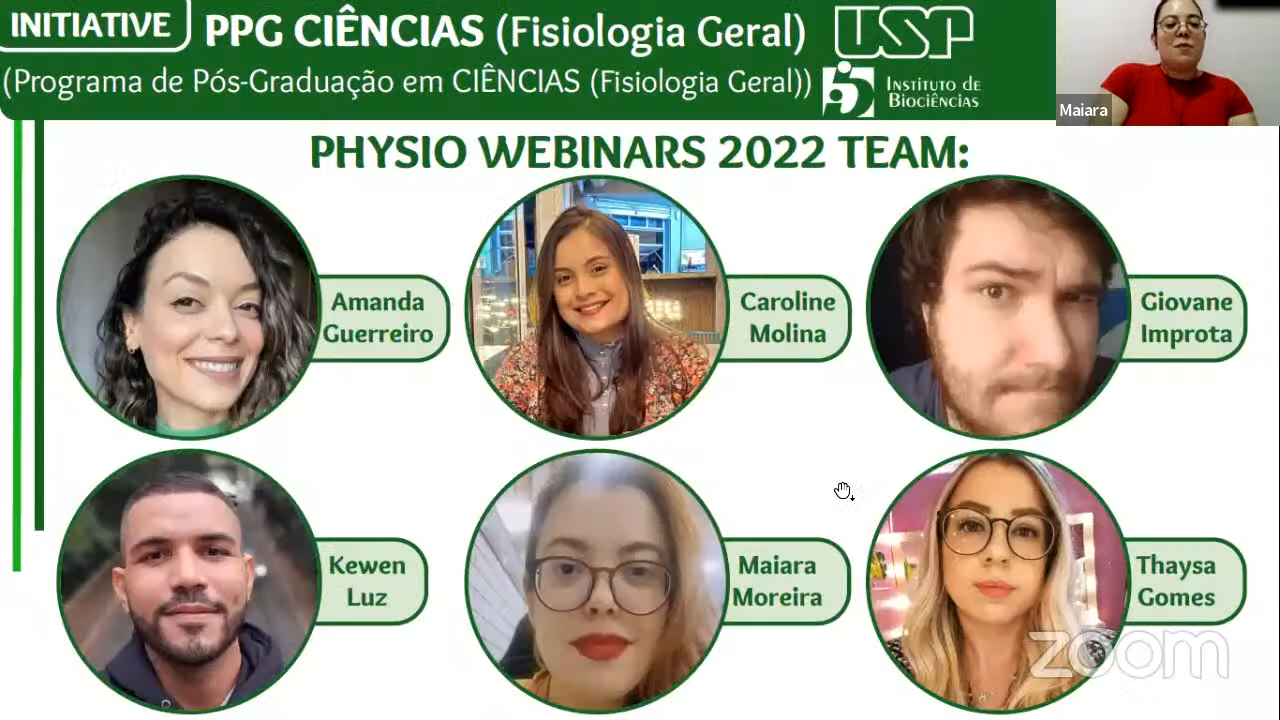 INITIATIVE
PPG CIÊNCIAS (Fisiologia Geral)
(Programa de Pós-Graduação em CIÊNCIAS (Fisiologia Geral))
USP
INSTITUTO DE
BIOCIÊNCIAS
Maiara
PHYSIO WEBINARS 2022 TEAM:
Amanda
Guerreiro
Caroline
Molina
Giovane
Improta
Kewen
Luz
Maiara
Moreira
Thaysa
Gomes
zoom